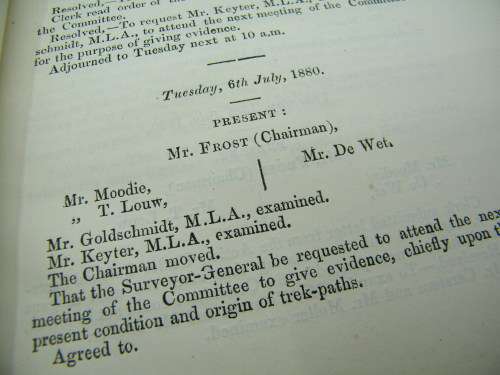 Resolved,—
Clerk read order of the
the Committee.
Resolved,—To request Mr. Keyter, M.L.A.,
schmidt, M.L.A., to attend the next meeting of the Committee
for the purpose of giving evidence.
Adjourned to Tuesday next at 10 a.m.
Tuesday, 6th July, 1880.
PRESENT:
Mr. FROST (Chairman),
Mr. Moodie,
„ T. Louw,
Mr. De Wet.
Mr. Goldschmidt, M.L.A., examined.
Mr. Keyter, M.L.A., examined.
The Chairman moved.
That the Surveyor-General be requested to attend the next
meeting of the Committee to give evidence, chiefly upon the
present condition and origin of trek-paths.
Agreed to.